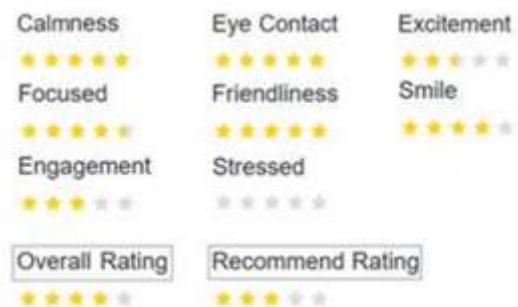 Calmness Eye Contact Excitement
Focused Friendliness Smile
Engagement Stressed
Overall Rating Recommend Rating